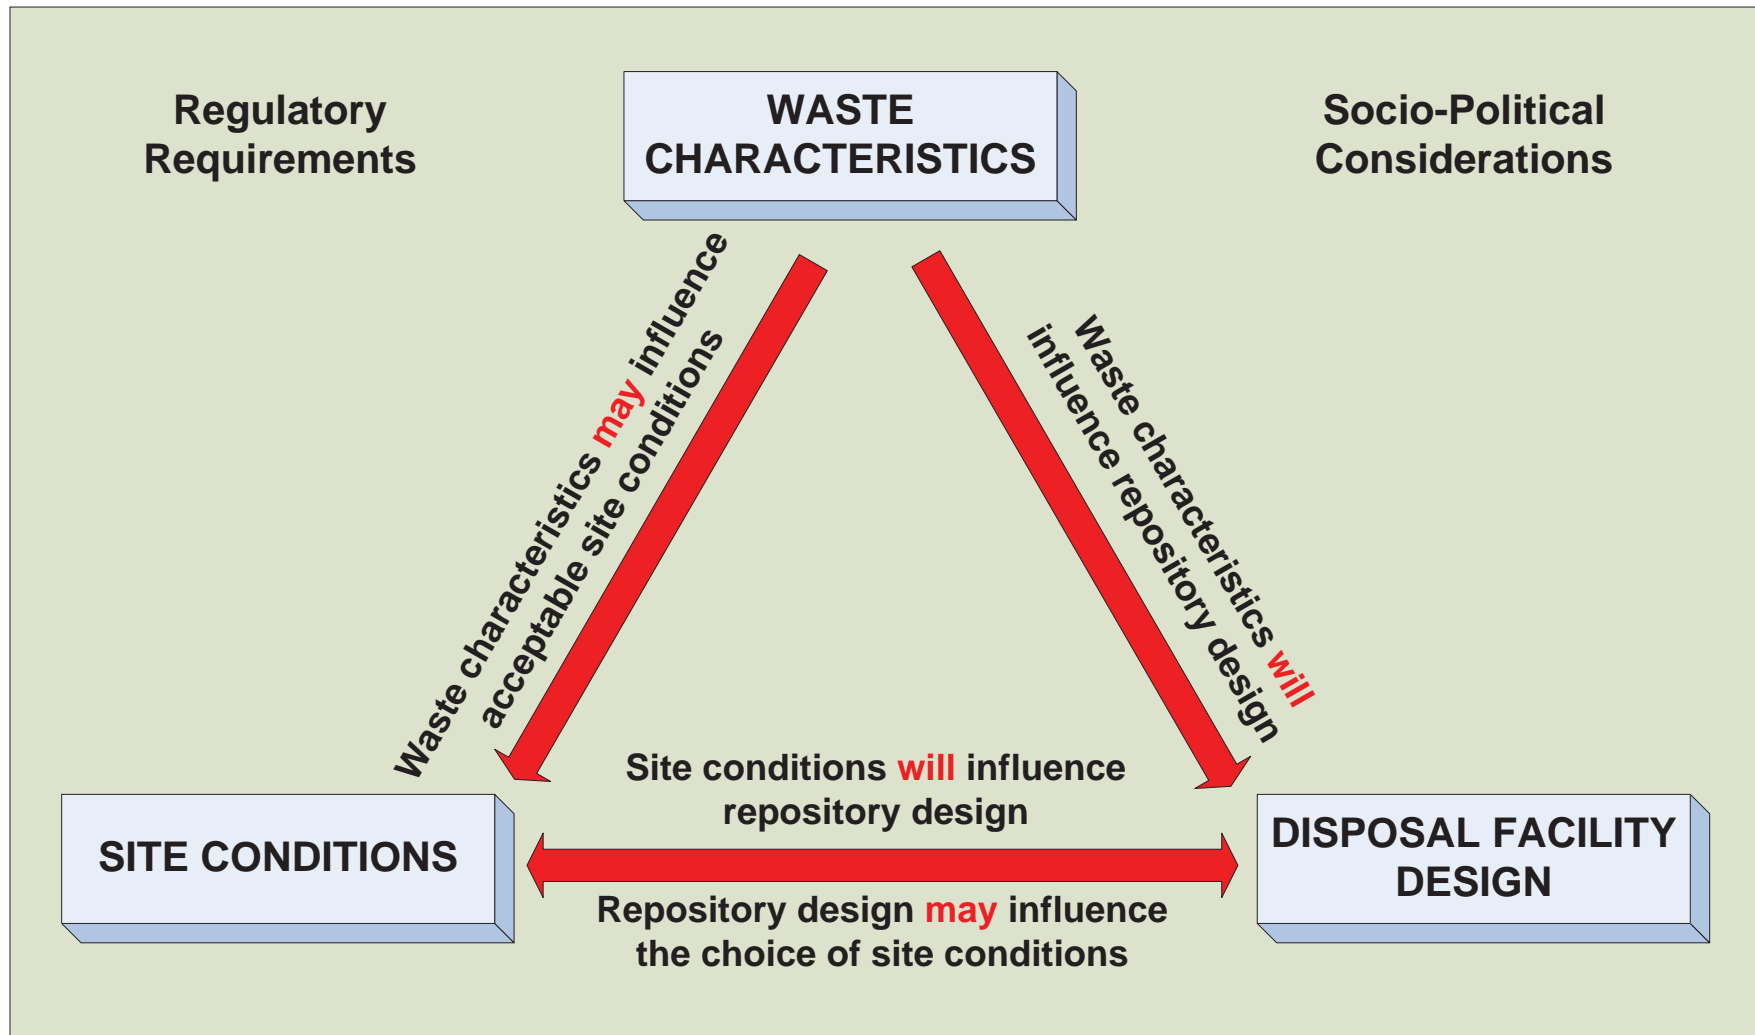 Regulatory
Requirements
WASTE
CHARACTERISTICS
Socio-Political
Considerations
Waste characteristics may influence
acceptable site conditions
Waste characteristics will
influence repository design
Site conditions will influence
repository design
SITE CONDITIONS
DISPOSAL FACILITY
DESIGN
Repository design may influence
the choice of site conditions